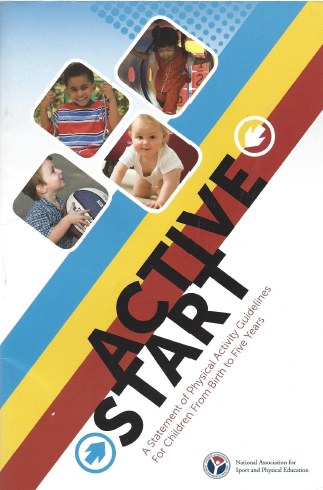 ACTIVE
START
A Statement of Physical Activity Guidelines
For Children From Birth to Five Years
National Association for
Sport and Physical Education